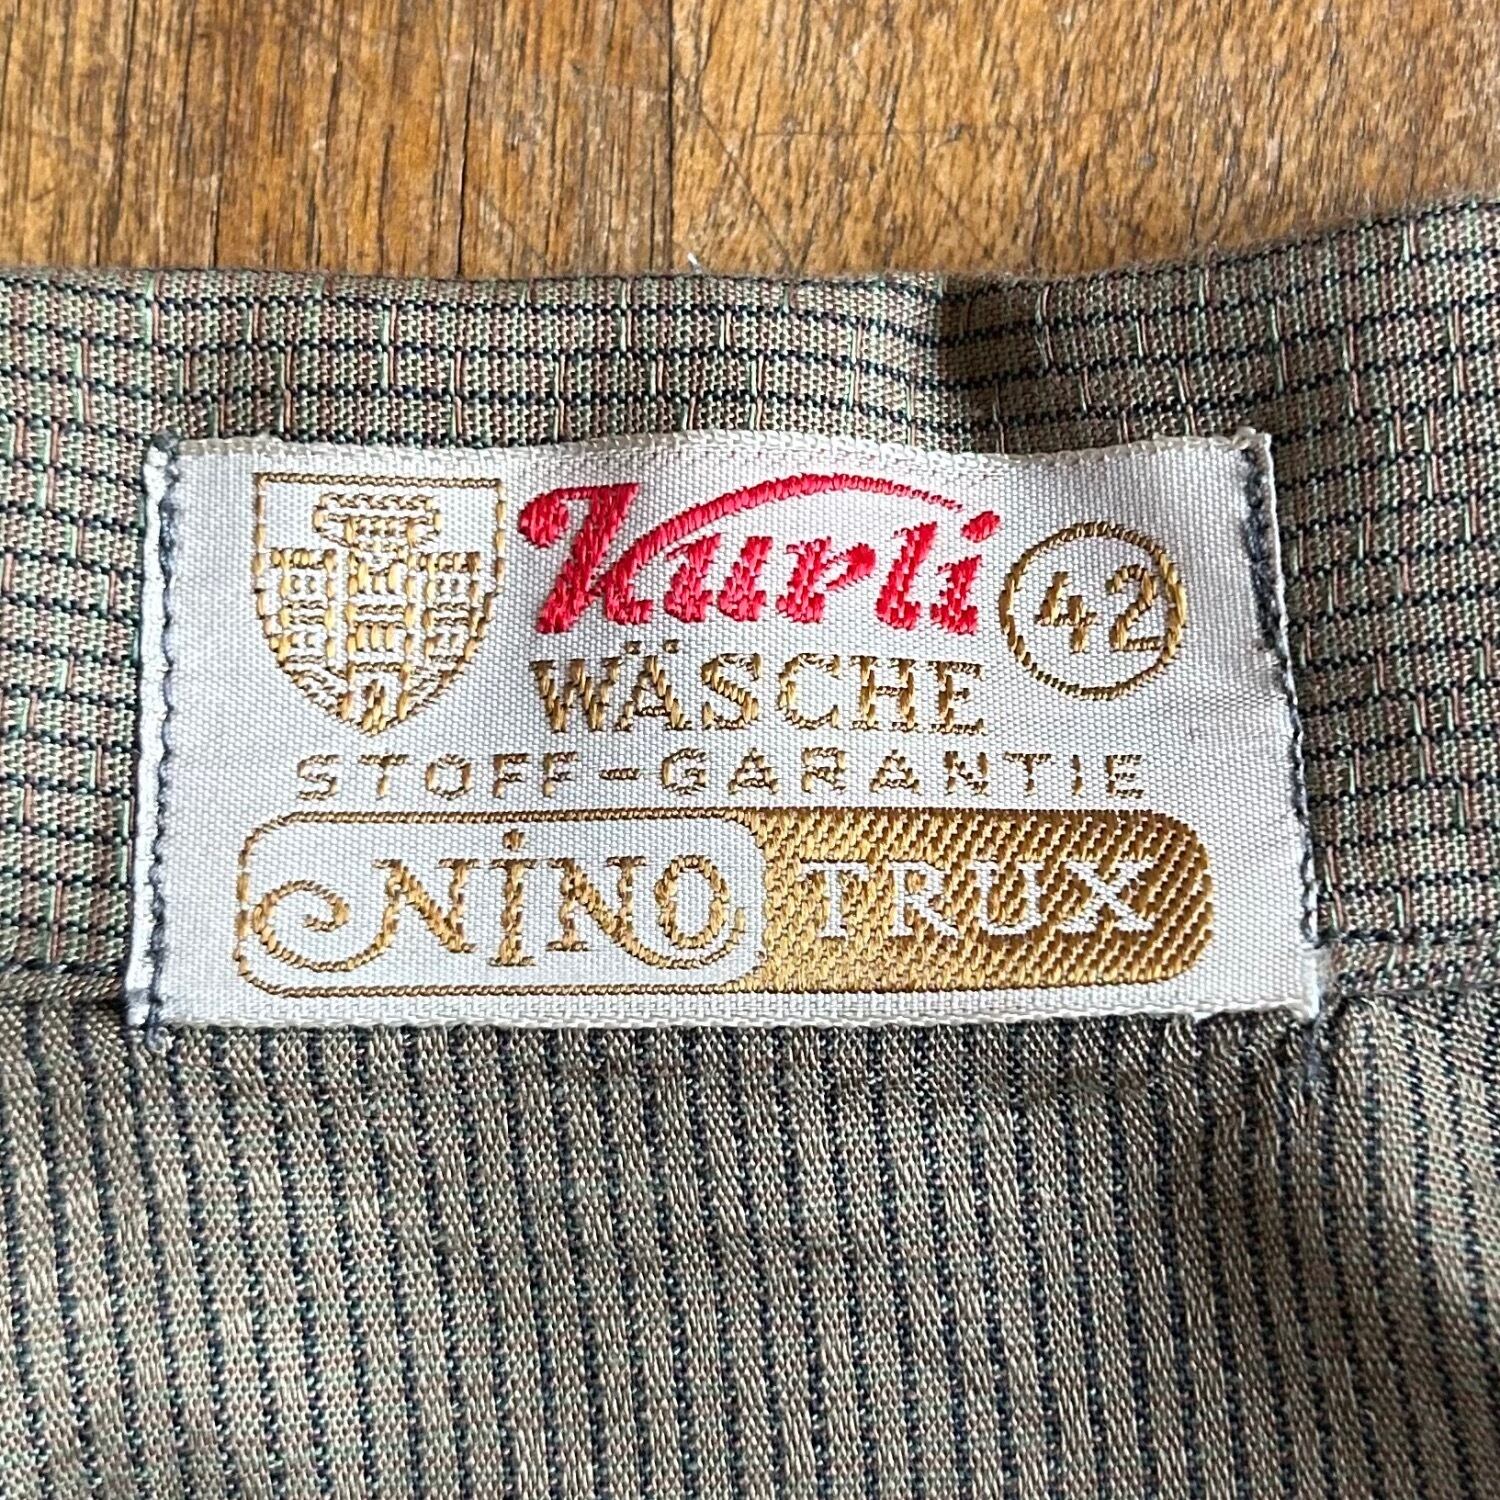 Kurli 42
WÄSCHE
STOFF-GARANTIE
NINO TRUX